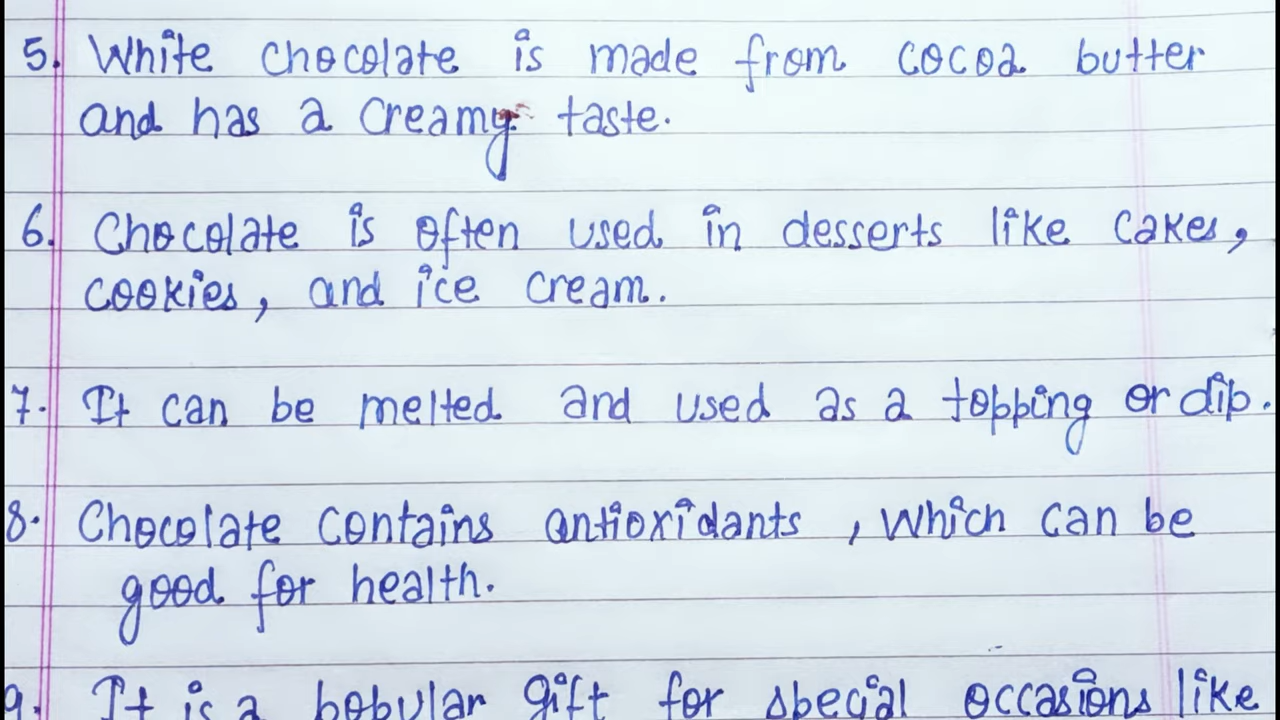 5. White chocolate is made from cocoa butter
and has a creamy taste.
6. Chocolate is often used in desserts like cakes,
cookies, and ice cream.
7. It can be melted and used as a topping or dip.
8. Chocolate contains antioxidants, which can be
good for health.
9. It is a popular gift for special occasions like